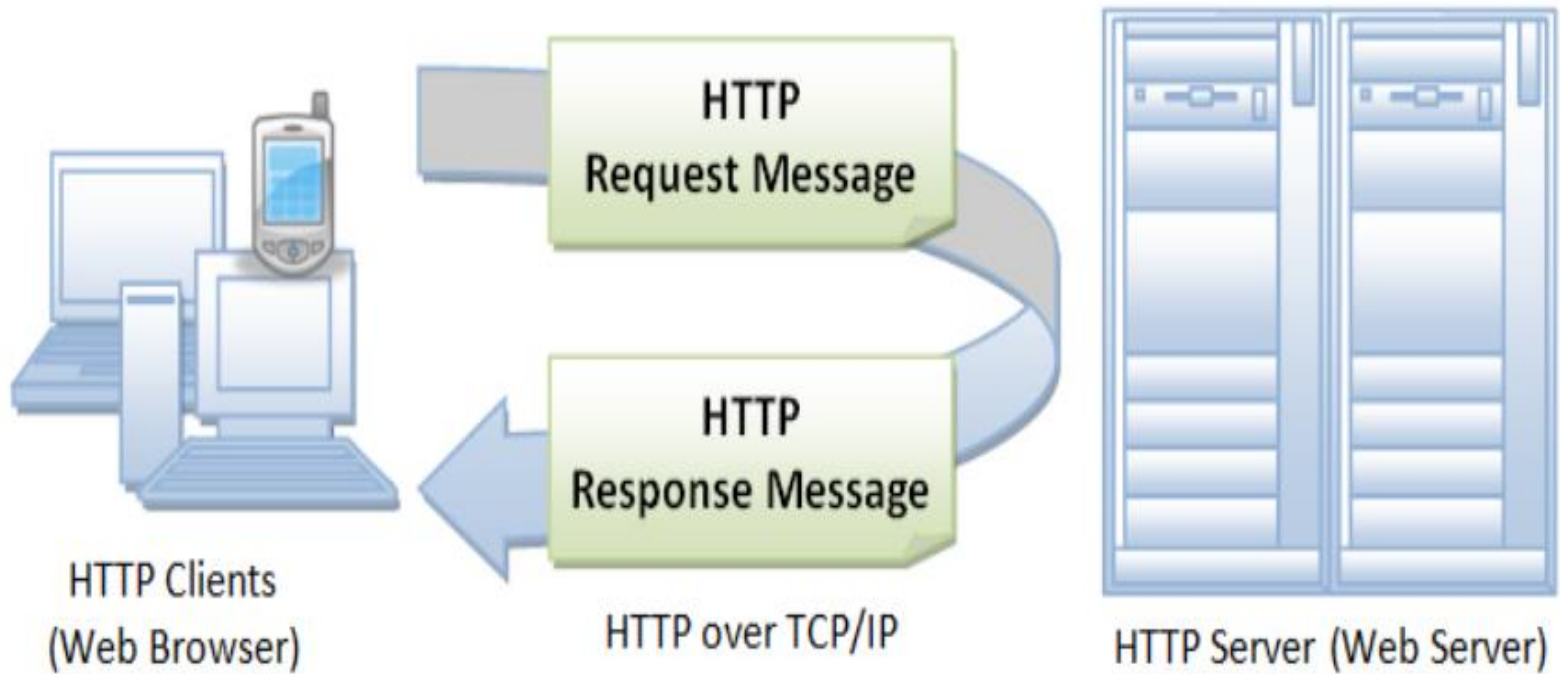 HTTP
Request Message
HTTP
Response Message
HTTP Clients
(Web Browser)
HTTP over TCP/IP
HTTP Server (Web Server)